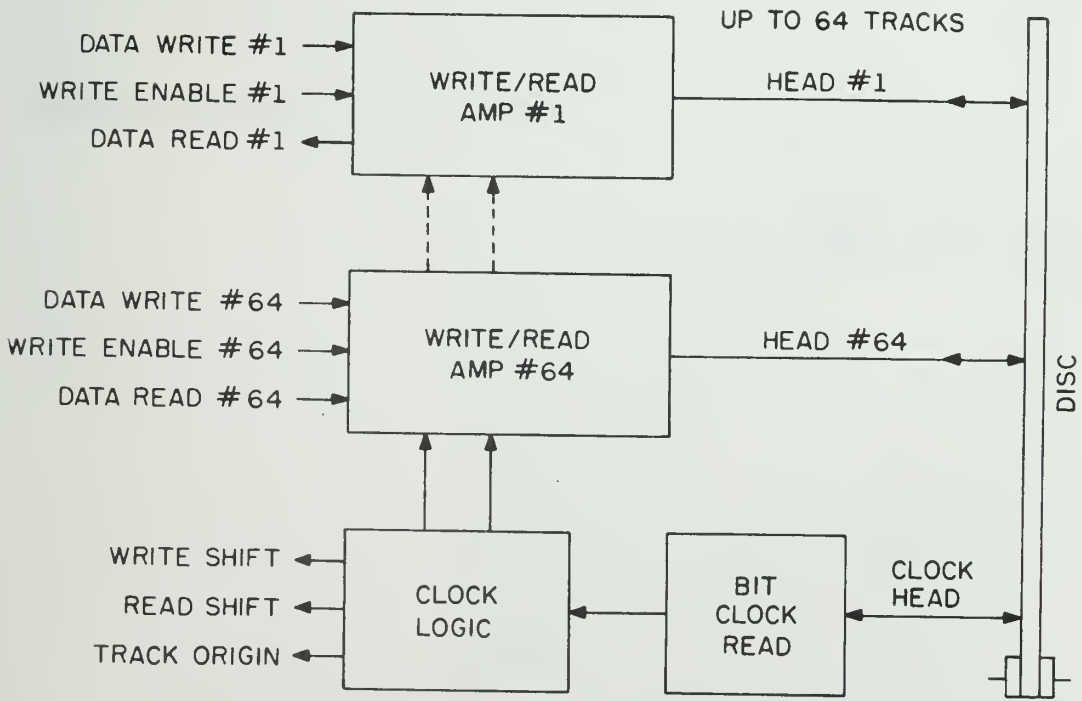 UP TO 64 TRACKS
DATA WRITE #1
WRITE ENABLE #1
DATA READ #1
WRITE/READ
AMP #1
HEAD #1
DATA WRITE #64
WRITE ENABLE #64
DATA READ #64
WRITE/READ
AMP #64
HEAD #64
DISC
WRITE SHIFT
READ SHIFT
TRACK ORIGIN
CLOCK
LOGIC
BIT
CLOCK
READ
CLOCK
HEAD